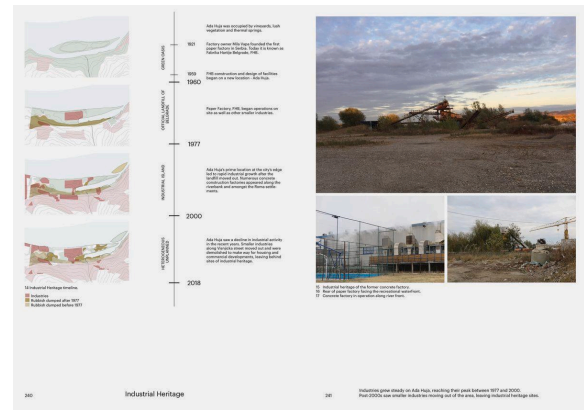 Ada Huja was occupied by vineyards, lush
vegetation and thermal springs.
GREEN OASIS
1921
Factory owner Milo Vapa founded the first
paper factory in Serbia. Today it is known as
Fabrika Hartije Belgrade, FHB.
1959
FHB construction and design of facilities
began on a new location - Ada Huja.
1960
OFFICIAL LANDFILL OF
BELGRADE
Paper Factory, FHB, began operations on
site as well as other smaller industries.
1977
INDUSTRIAL ISLAND
Ada Huja's prime location at the city's edge
led to rapid industrial growth after the
landfill moved out. Numerous concrete
construction factories appeared along the
riverbank and amongst the Roma settle-
ments.
2000
HETEROGENEOUS
UNPLANNED
Ada Huja saw a decline in industrial activity
in the recent years. Smaller industries
along Višnjička street moved out and were
demolished to make way for housing and
commercial developments, leaving behind
sites of industrial heritage.
2018
14 Industrial Heritage timeline.
Industries
Rubbish dumped after 1977
Rubbish dumped before 1977
15 Industrial heritage of the former concrete factory.
16 Rear of paper factory facing the recreational waterfront.
17 Concrete factory in operation along river front.
240
Industrial Heritage
241
Industries grew steady on Ada Huja, reaching their peak between 1977 and 2000.
Post-2000s saw smaller industries moving out of the area, leaving industrial heritage sites.